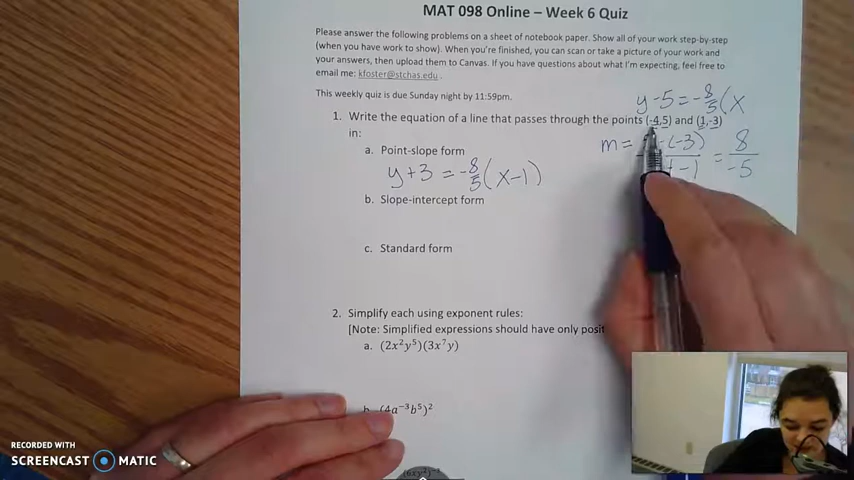 MAT 098 Online – Week 6 Quiz
Please answer the following problems on a sheet of notebook paper. Show all of your work step-by-step
(when you have work to show). When you're finished, you can scan or take a picture of your work and
your answers, then upload them to Canvas. If you have questions about what I'm expecting, feel free to
email me: kfoster@stchas.edu.
This weekly quiz is due Sunday night by 11:59pm.
y-5=-8/5(x
1. Write the equation of a line that passes through the points (-4,5) and (1,-3)
in:
m= -(-3) -1 = 8/-5
a. Point-slope form
y+3=-8/5(x-1)
b. Slope-intercept form
c. Standard form
2. Simplify each using exponent rules:
[Note: Simplified expressions should have only
a. (2x²y⁵)(3x⁷y)
b. (4a⁻³b⁵)²
RECORDED WITH
SCREENCAST MATIC